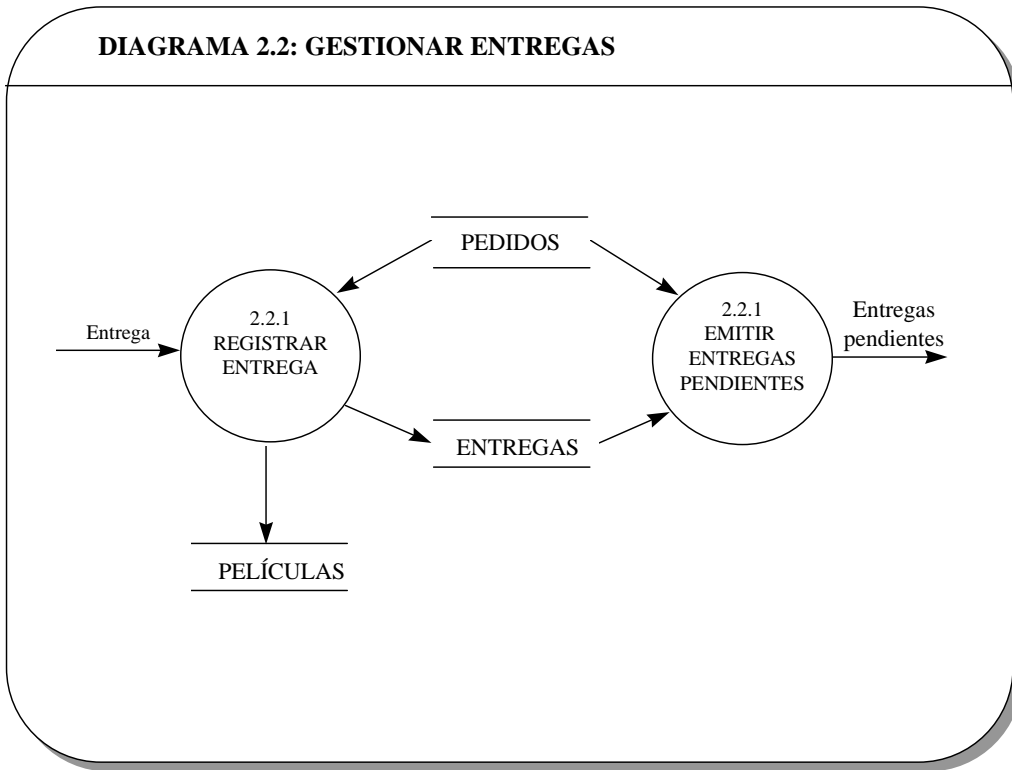 DIAGRAMA 2.2: GESTIONAR ENTREGAS
PEDIDOS
Entrega
2.2.1
REGISTRAR
ENTREGA
2.2.1
EMITIR
ENTREGAS
PENDIENTES
Entregas
pendientes
ENTREGAS
PELÍCULAS